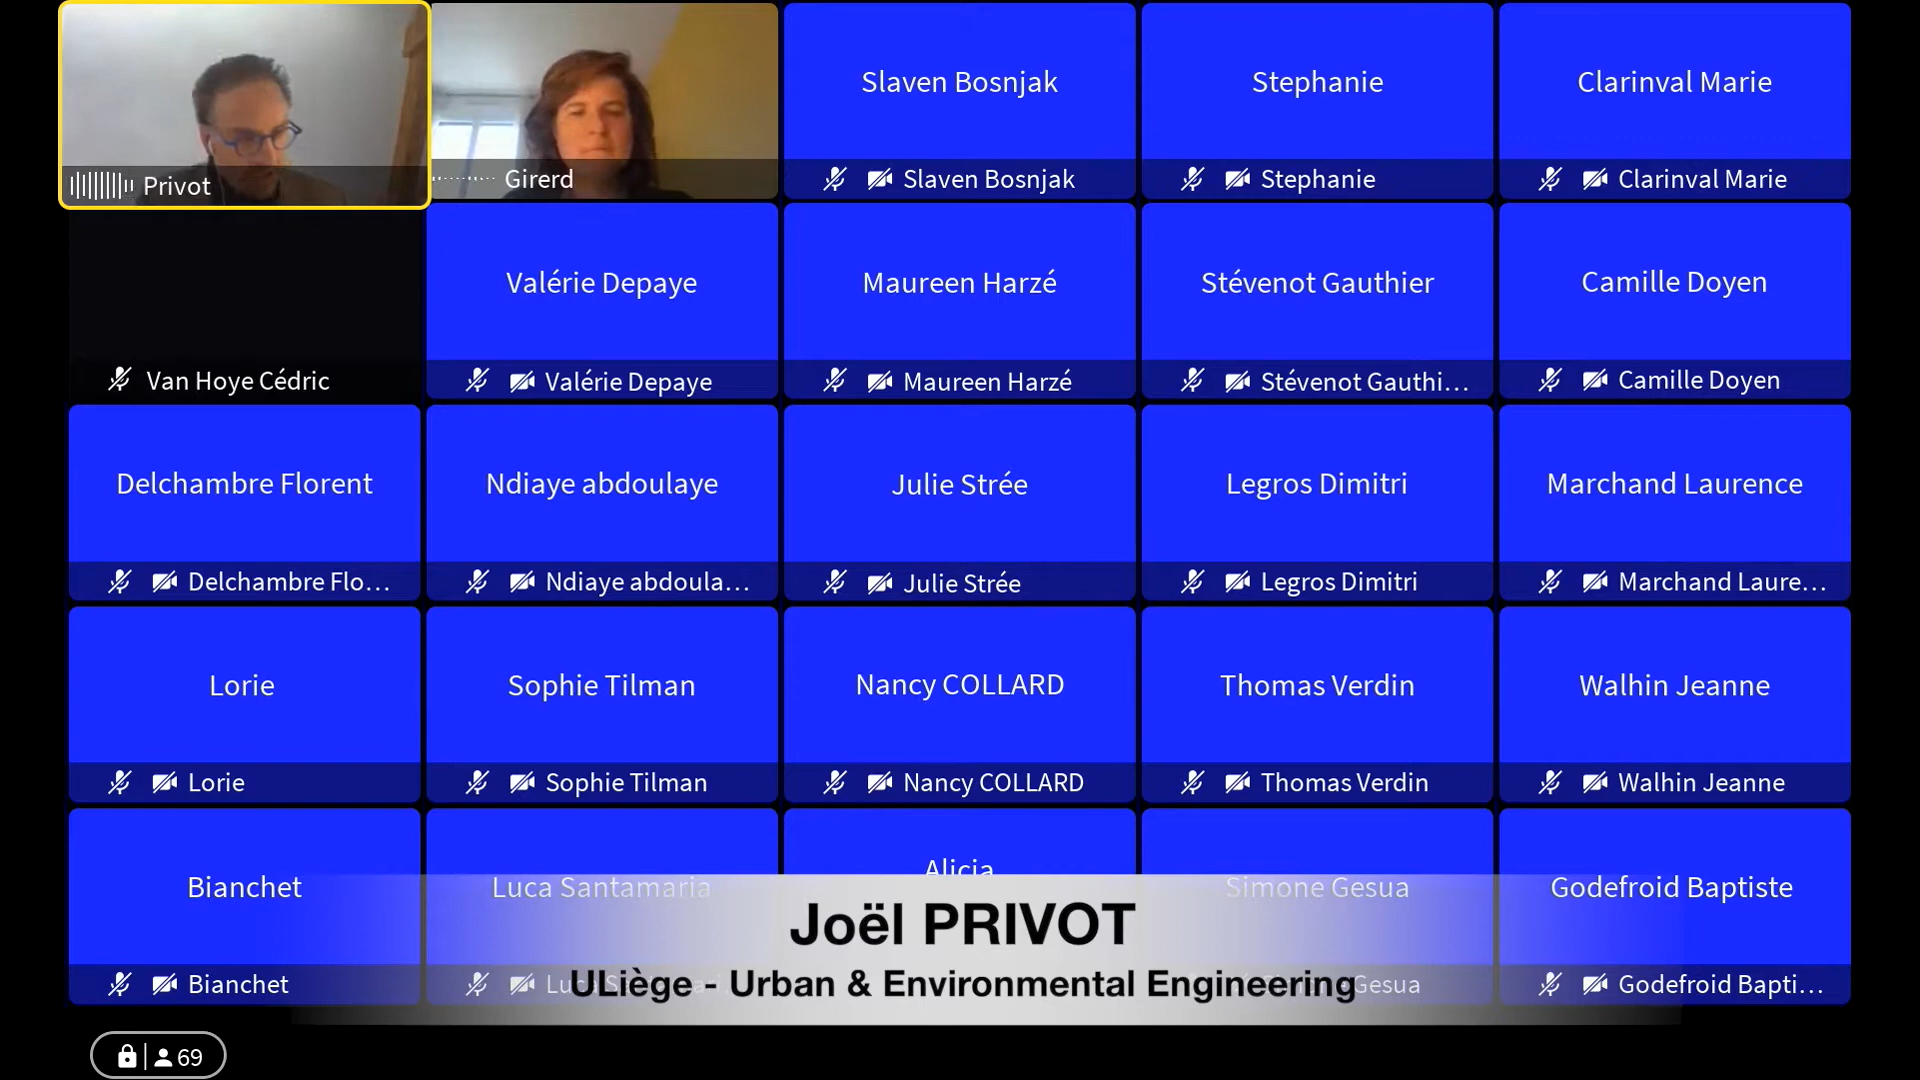 Privot
Girerd
Slaven Bosnjak
Slaven Bosnjak
Stephanie
Stephanie
Clarinval Marie
Clarinval Marie
Van Hoye Cédric
Valérie Depaye
Valérie Depaye
Maureen Harzé
Maureen Harzé
Stévenot Gauthier
Stévenot Gauthi...
Camille Doyen
Camille Doyen
Delchambre Florent
Delchambre Flo...
Ndiaye abdoulaye
Ndiaye abdoula...
Julie Strée
Julie Strée
Legros Dimitri
Legros Dimitri
Marchand Laurence
Marchand Laure...
Lorie
Lorie
Sophie Tilman
Sophie Tilman
Nancy COLLARD
Nancy COLLARD
Thomas Verdin
Thomas Verdin
Walhin Jeanne
Walhin Jeanne
Bianchet
Bianchet
Luca Santamaria
Alicia
Simone Gesua
Gesua
Godefroid Baptiste
Godefroid Bapti...
Joël PRIVOT
ULiège - Urban & Environmental Engineering
69